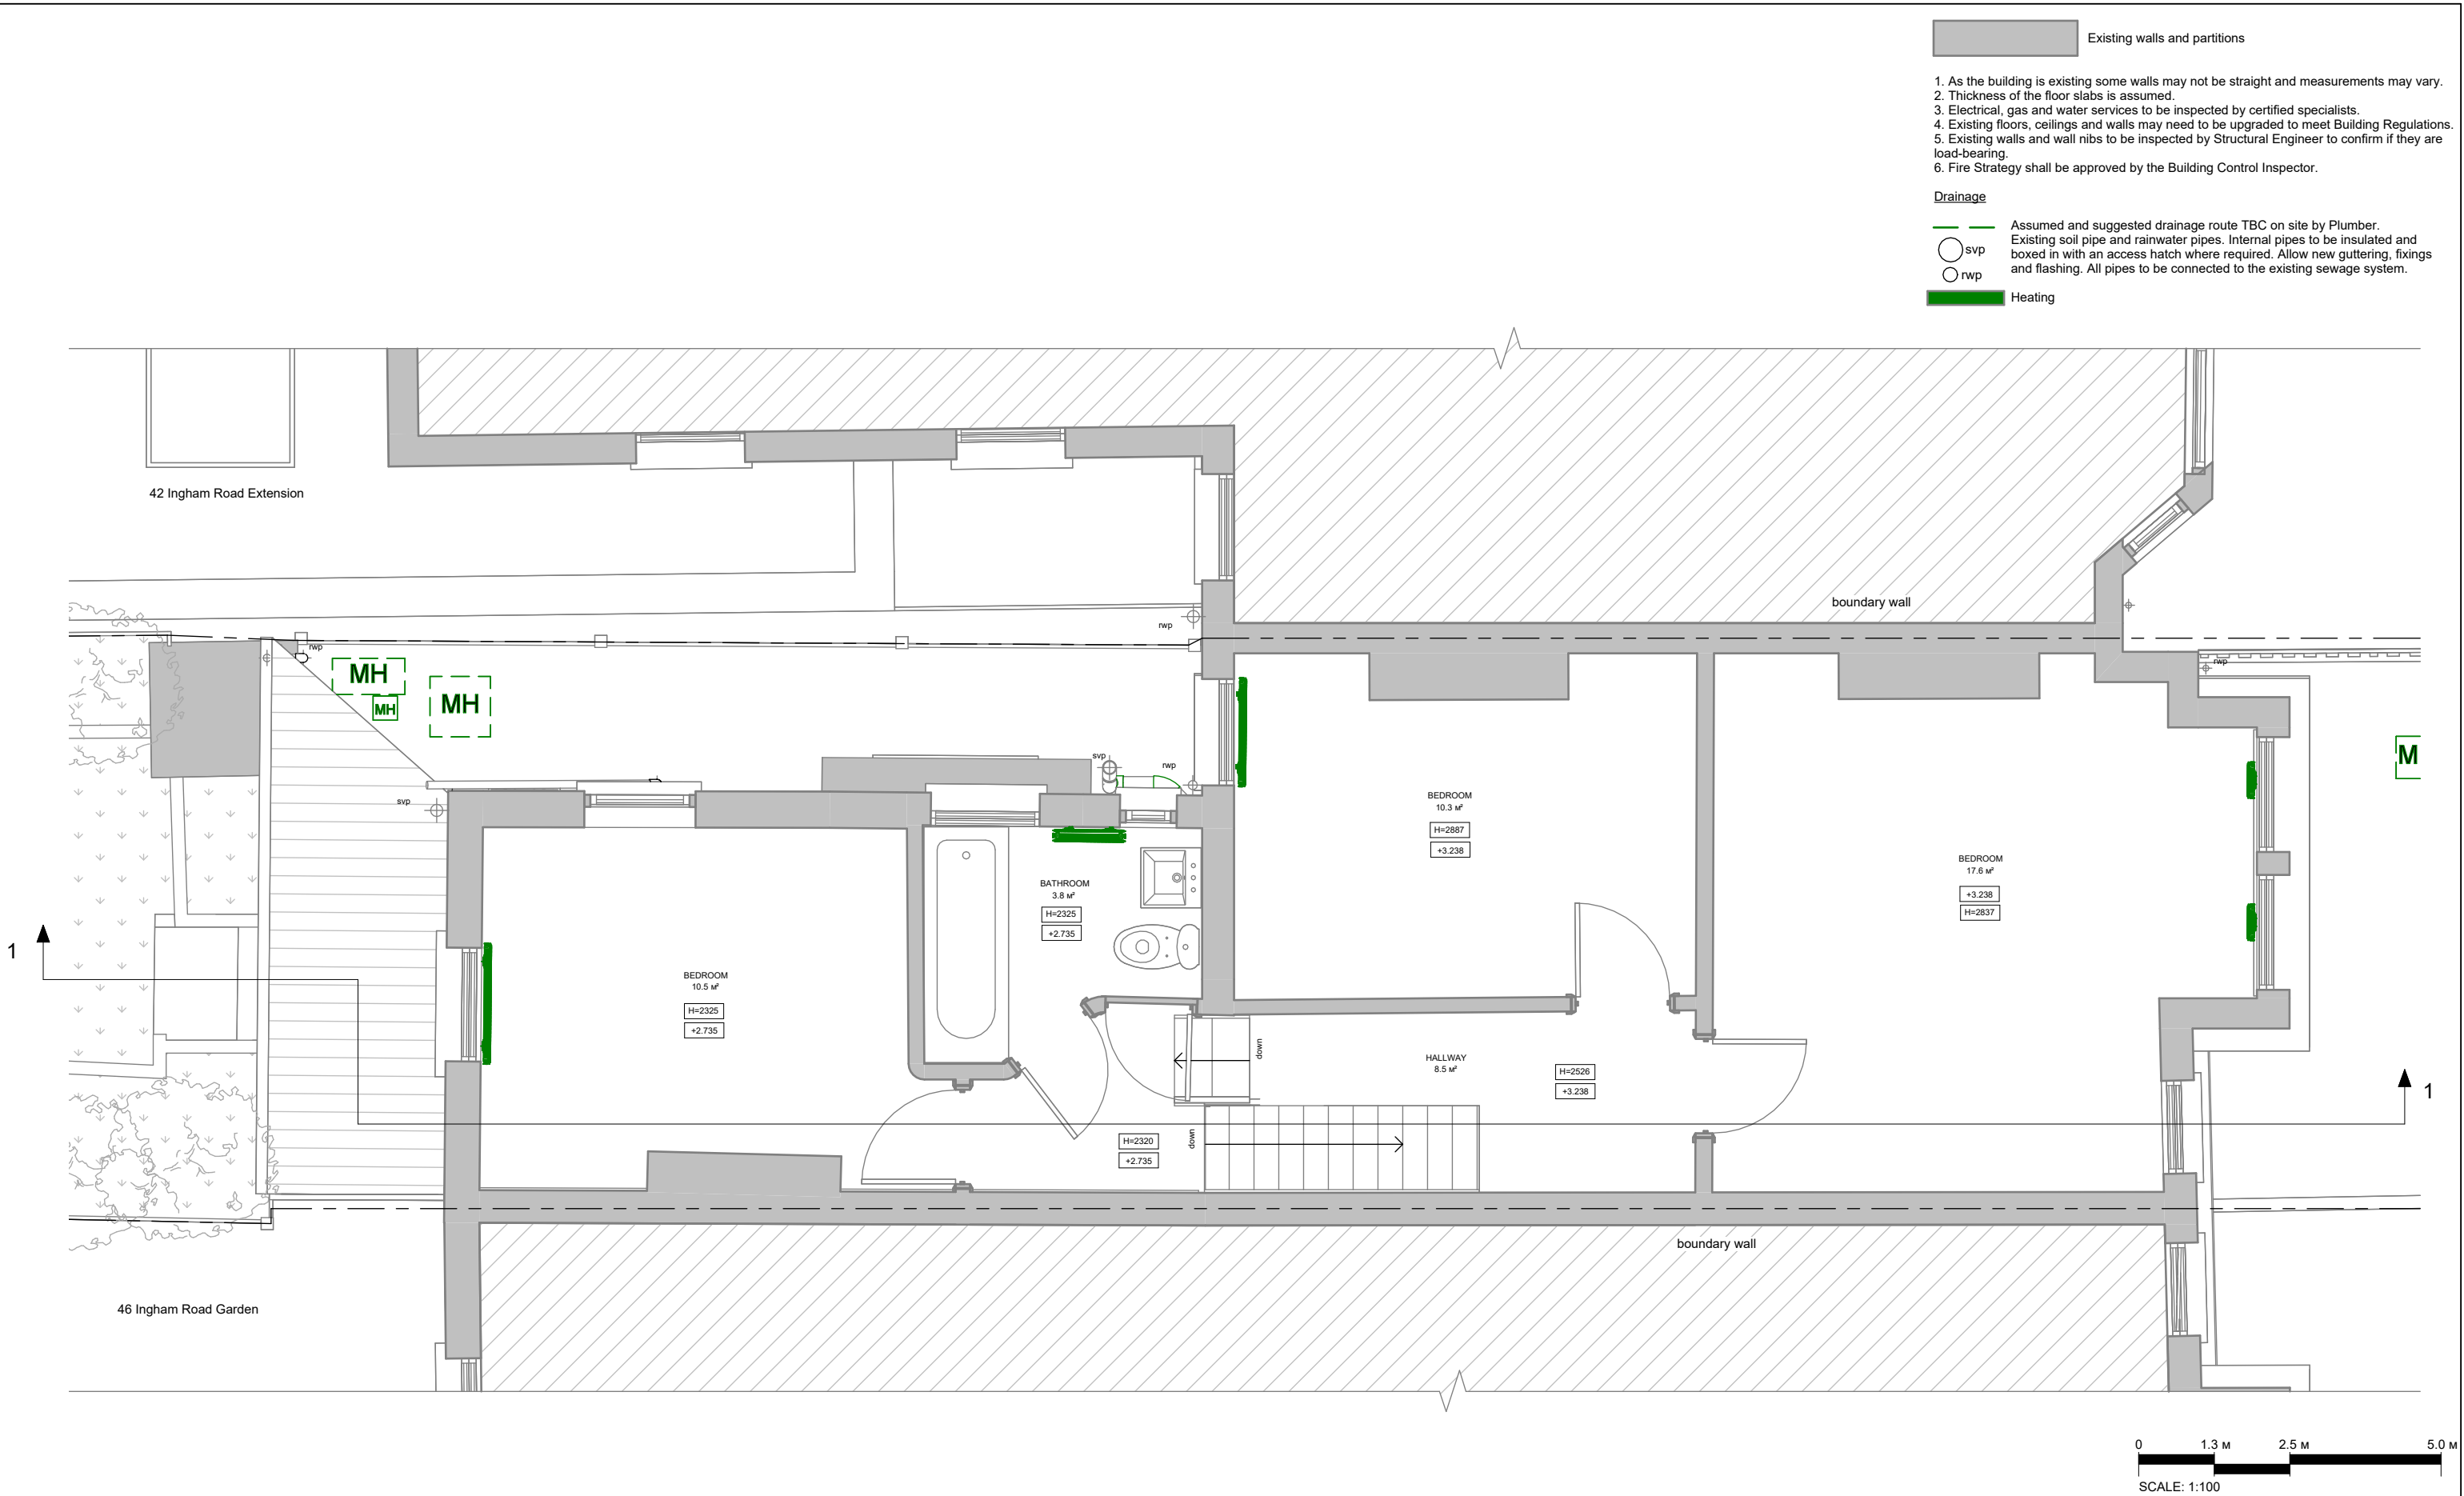 Existing walls and partitions
1. As the building is existing some walls may not be straight and measurements may vary.
2. Thickness of the floor slabs is assumed.
3. Electrical, gas and water services to be inspected by certified specialists.
4. Existing floors, ceilings and walls may need to be upgraded to meet Building Regulations.
5. Existing walls and wall nibs to be inspected by Structural Engineer to confirm if they are
load-bearing.
6. Fire Strategy shall be approved by the Building Control Inspector.
Drainage
Assumed and suggested drainage route TBC on site by Plumber.
Existing soil pipe and rainwater pipes. Internal pipes to be insulated and
boxed in with an access hatch where required. Allow new guttering, fixings
and flashing. All pipes to be connected to the existing sewage system.
svp
rwp
Heating
42 Ingham Road Extension
boundary wall
rwp
rwp
rwp
MH
MH
MH
M
svp
rwp
svp
BEDROOM
10.3 м²
H=2887
+3.238
BEDROOM
17.6 м²
+3.238
H=2837
BATHROOM
3.8 м²
H=2325
+2.735
1
BEDROOM
10.5 м²
H=2325
+2.735
down
HALLWAY
8.5 м²
H=2526
+3.238
1
H=2320
+2.735
down
boundary wall
46 Ingham Road Garden
0 1.3 м 2.5 м 5.0 м
SCALE: 1:100